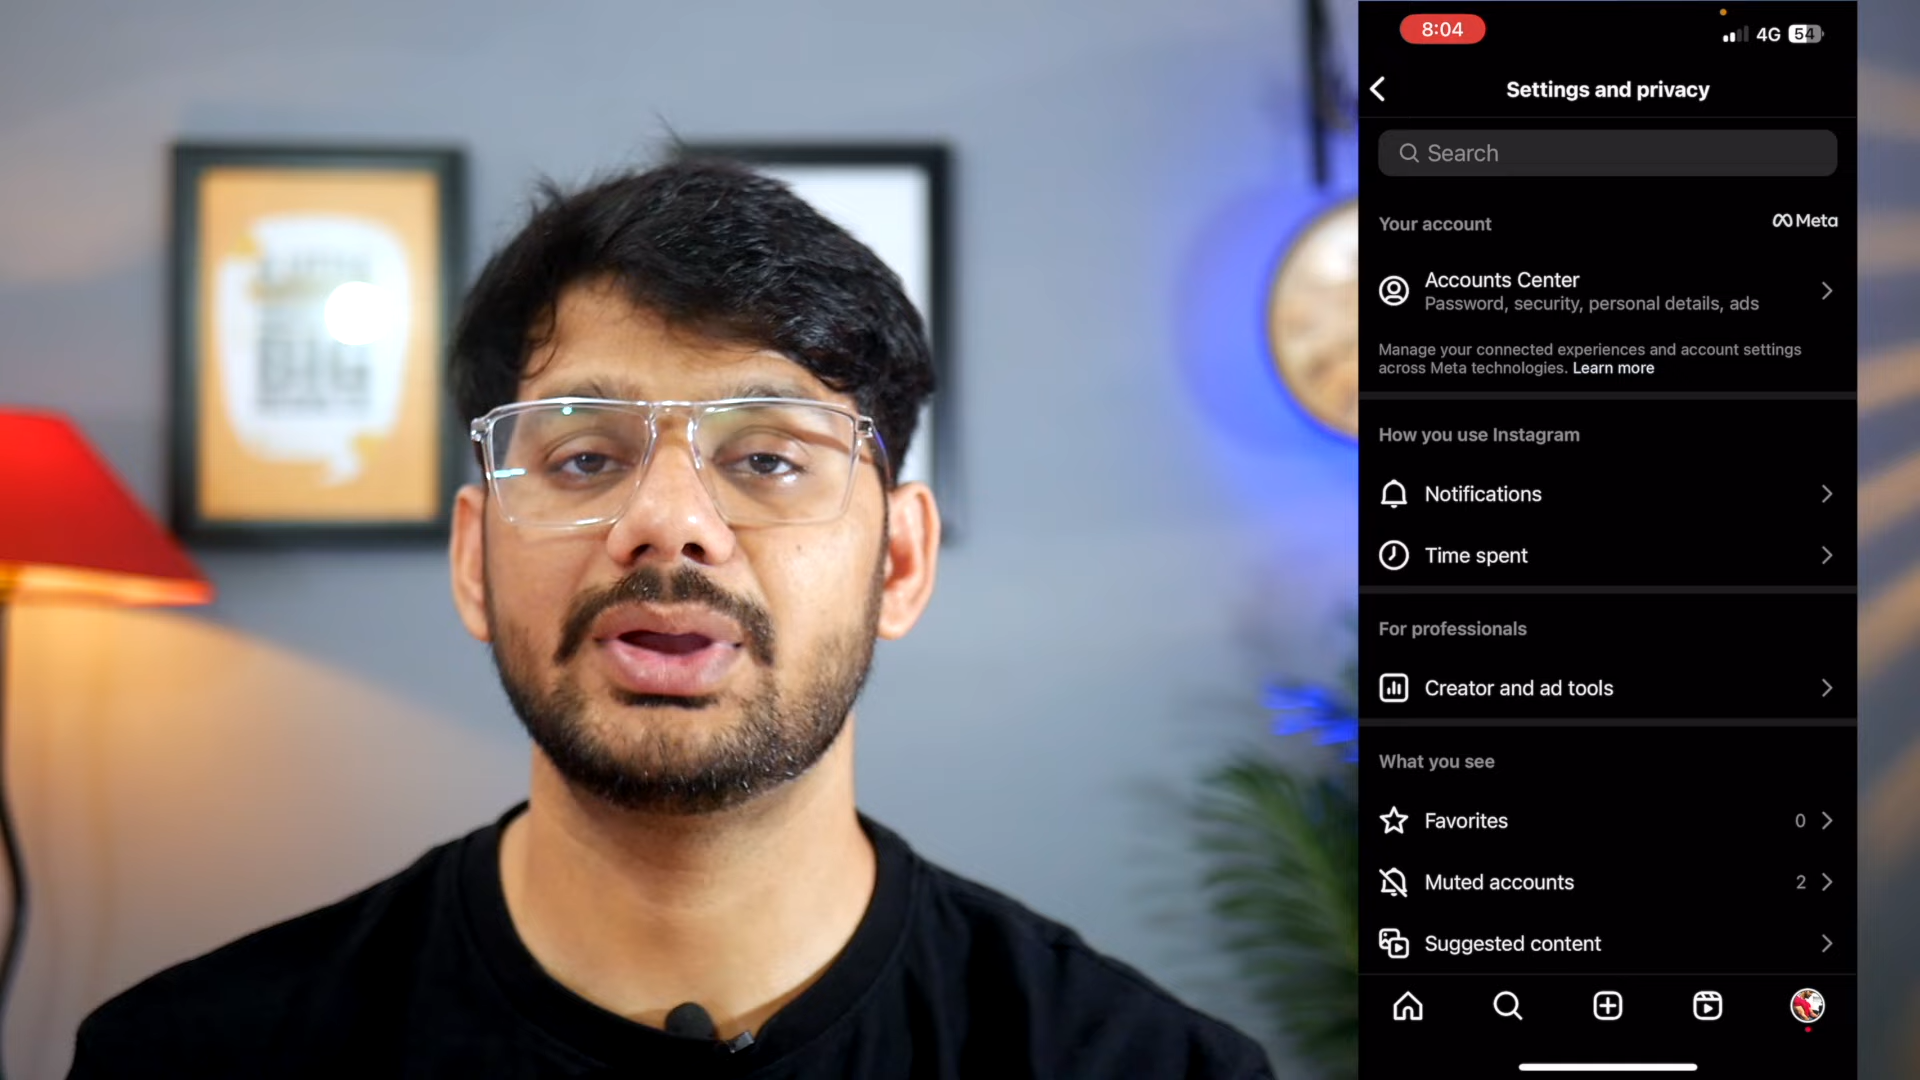 8:04
4G 54
Settings and privacy
Search
Your account
Meta
Accounts Center
Password, security, personal details, ads
Manage your connected experiences and account settings
across Meta technologies. Learn more
How you use Instagram
Notifications
Time spent
For professionals
Creator and ad tools
What you see
Favorites 0
Muted accounts 2
Suggested content